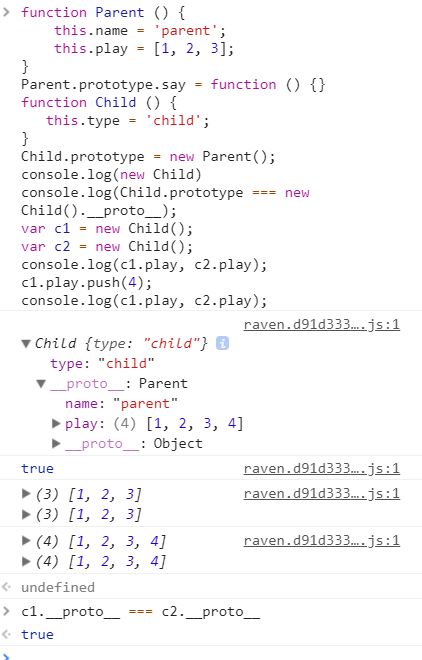 function Parent () {
this.name = 'parent';
this.play = [1, 2, 3];
}
Parent.prototype.say = function () {}
function Child () {
this.type = 'child';
}
Child.prototype = new Parent();
console.log(new Child)
console.log(Child.prototype === new
Child().__proto__);
var c1 = new Child();
var c2 = new Child();
console.log(c1.play, c2.play);
c1.play.push(4);
console.log(c1.play, c2.play);
raven.d91d333….js:1
Child {type: "child"}
type: "child"
__proto__: Parent
name: "parent"
play: (4) [1, 2, 3, 4]
__proto__: Object
true raven.d91d333….js:1
(3) [1, 2, 3] raven.d91d333….js:1
(3) [1, 2, 3]
(4) [1, 2, 3, 4] raven.d91d333….js:1
(4) [1, 2, 3, 4]
undefined
c1.__proto__ === c2.__proto__
true